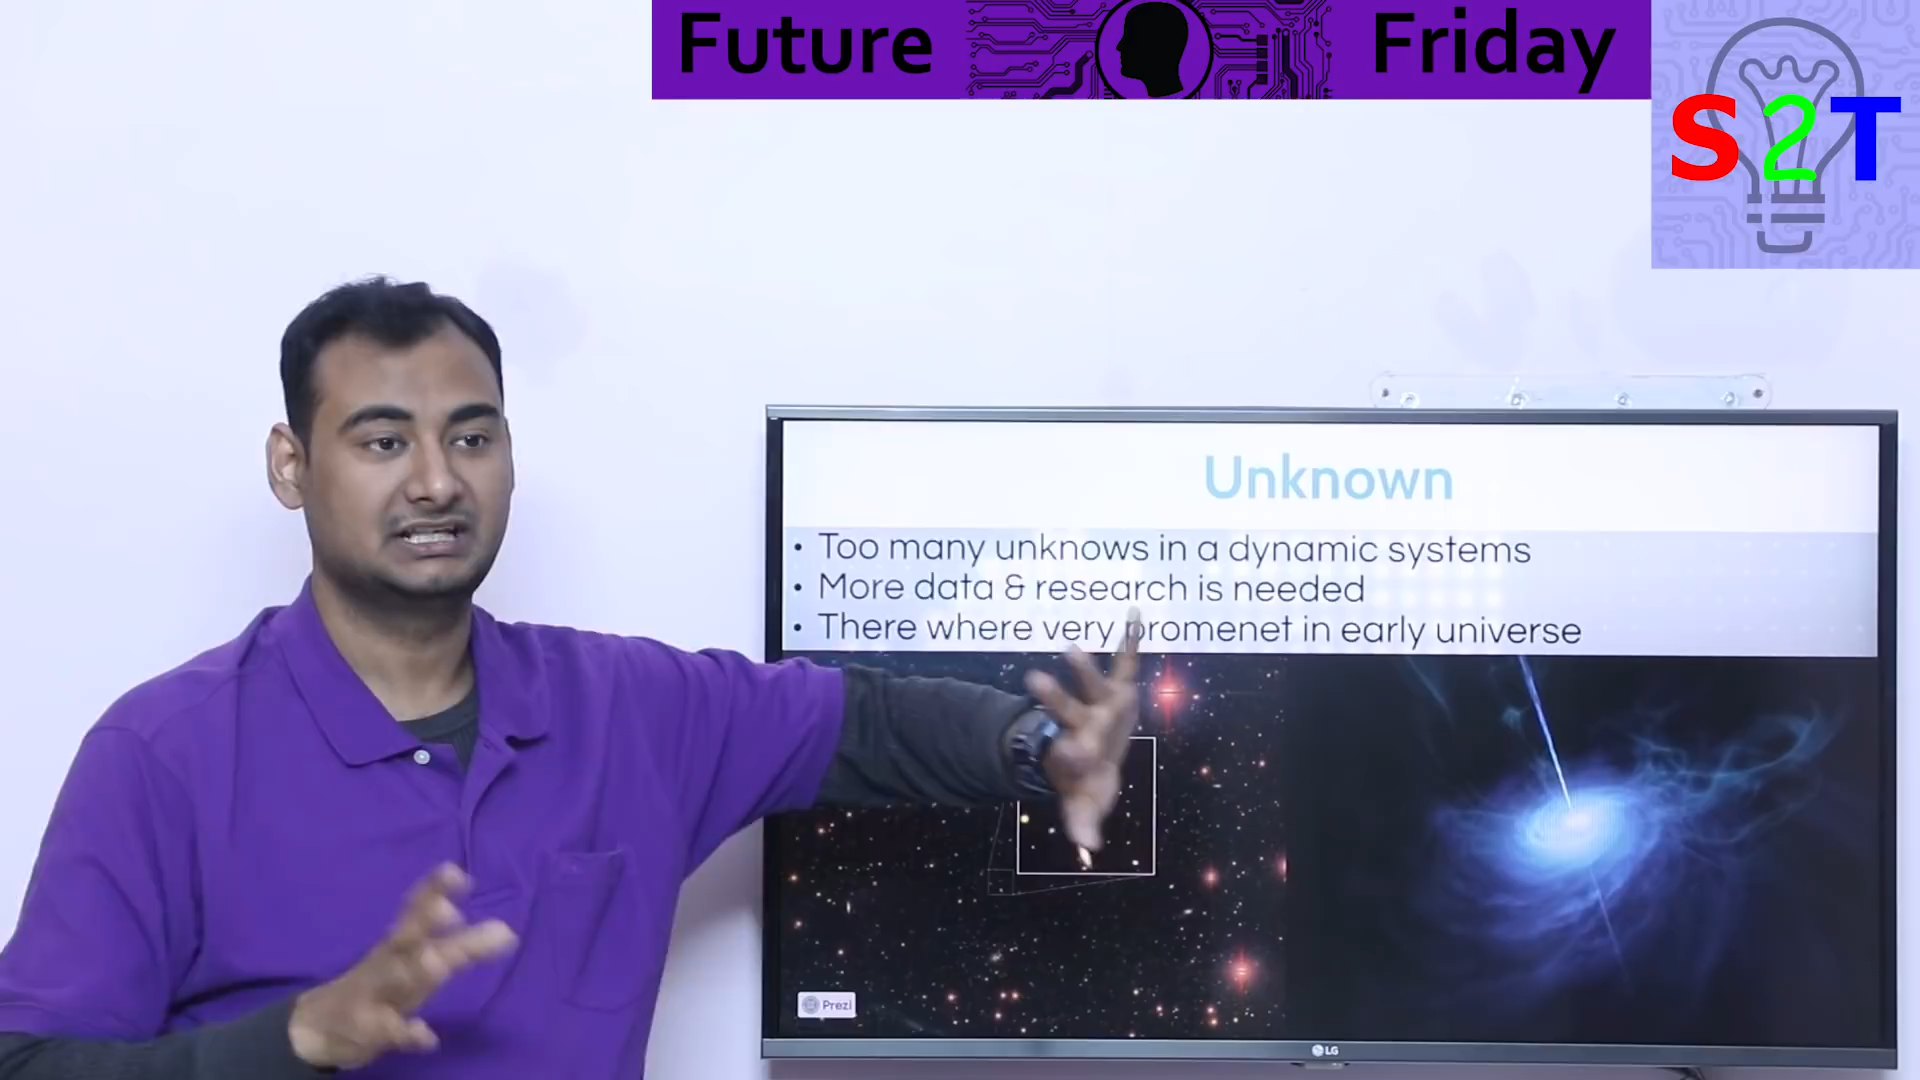 Future Friday
S2T
Unknown
• Too many unknows in a dynamic systems
• More data & research is needed
• There where very promenet in early universe
Prezi
LG